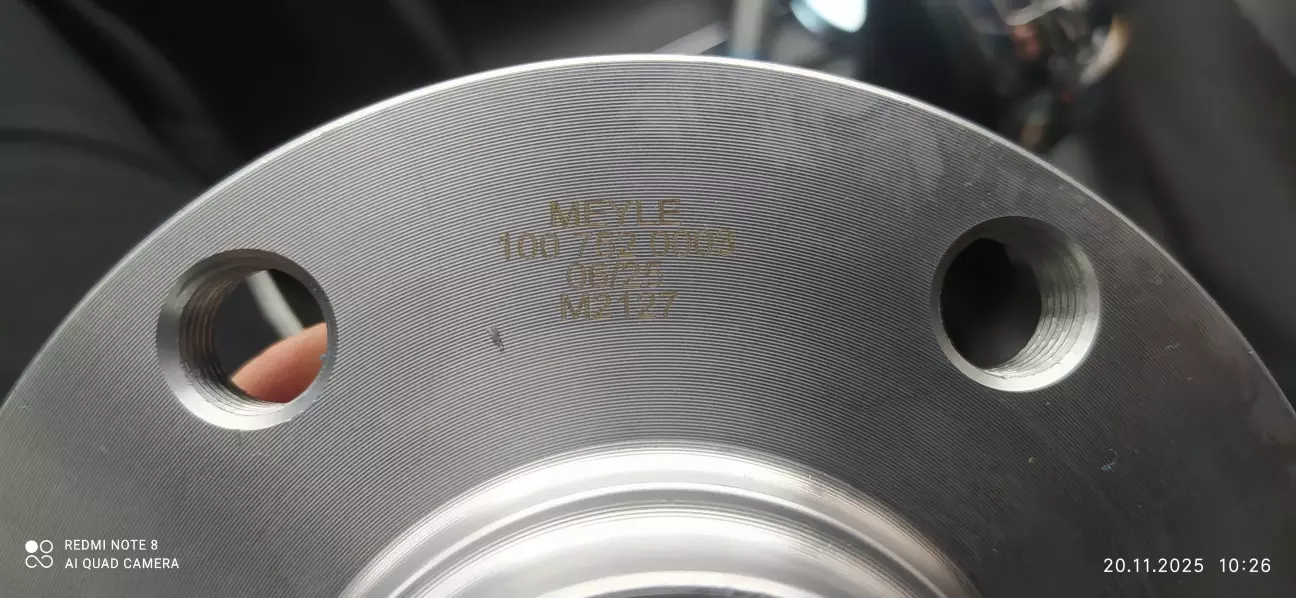 MEYLE
100 752 0003
06/25
M2127
REDMI NOTE 8
AI QUAD CAMERA
20.11.2025 10:26